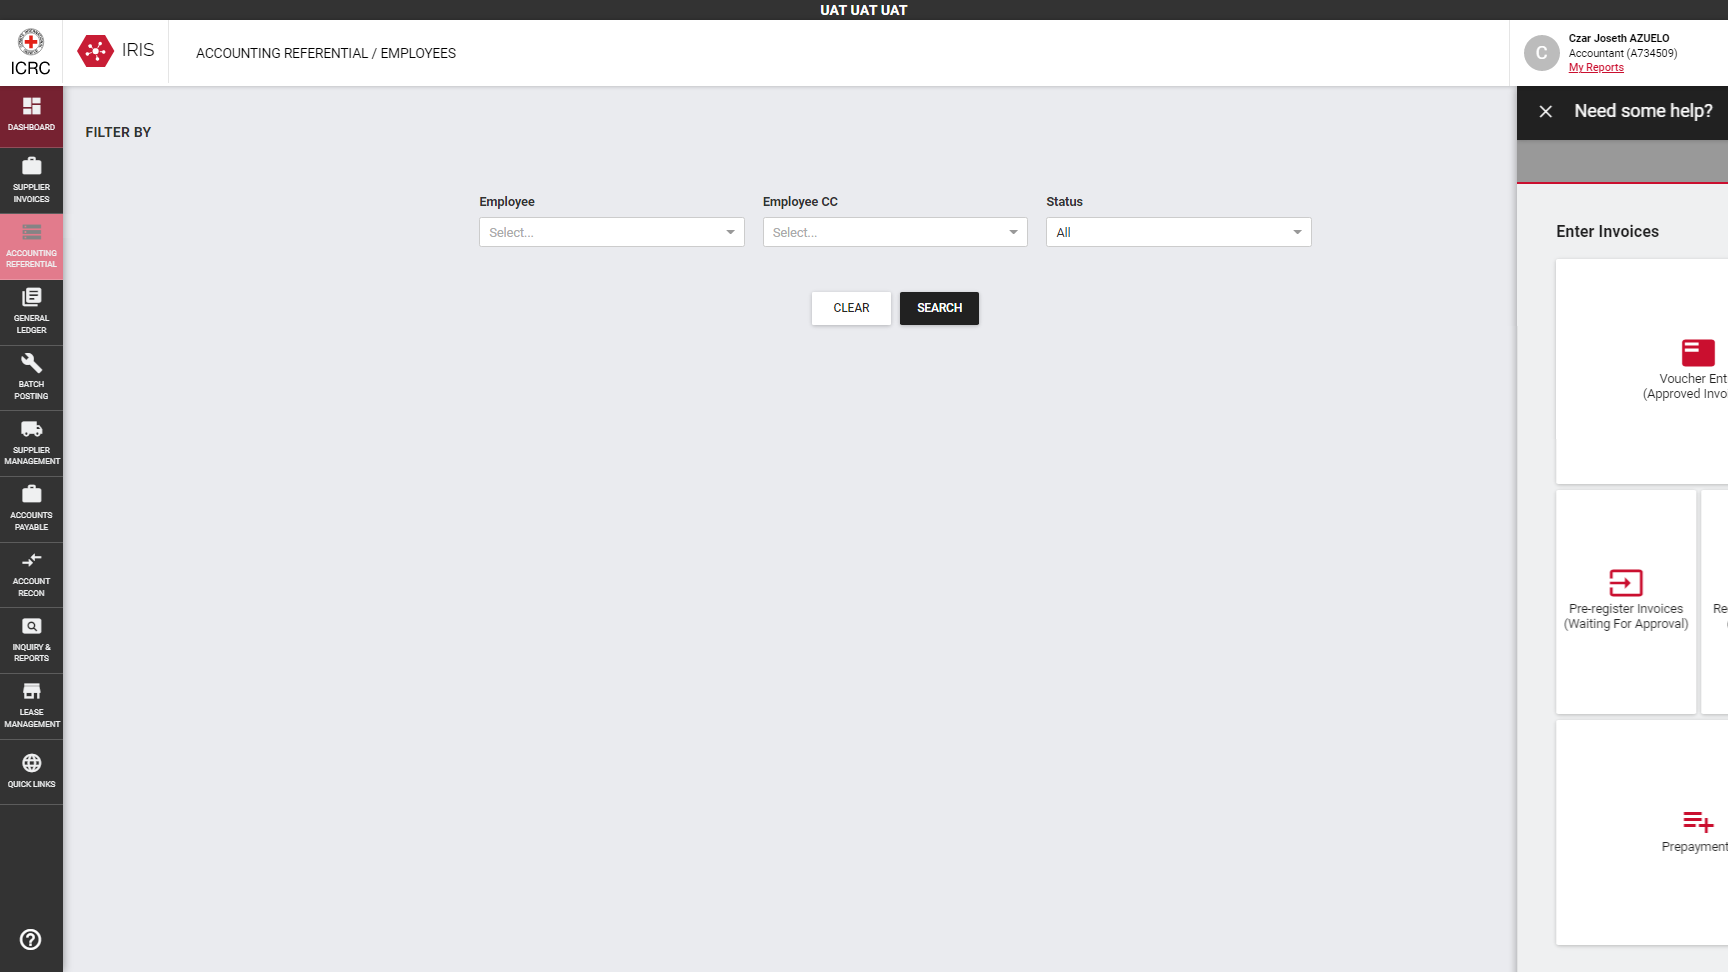 UAT UAT UAT
ICRC
IRIS
ACCOUNTING REFERENTIAL / EMPLOYEES
C
Czar Joseth AZUELO
Accountant (A734509)
My Reports
DASHBOARD
SUPPLIER
INVOICES
ACCOUNTING
REFERENTIAL
GENERAL
LEDGER
BATCH
POSTING
SUPPLIER
MANAGEMENT
ACCOUNTS
PAYABLE
ACCOUNT
RECON
INQUIRY &
REPORTS
LEASE
MANAGEMENT
QUICK LINKS
FILTER BY
Employee
Select...
Employee CC
Select...
Status
All
CLEAR
SEARCH
Need some help?
Enter Invoices
Voucher Ent
(Approved Invo
Pre-register Invoices
(Waiting For Approval)
Re
(
Prepayment